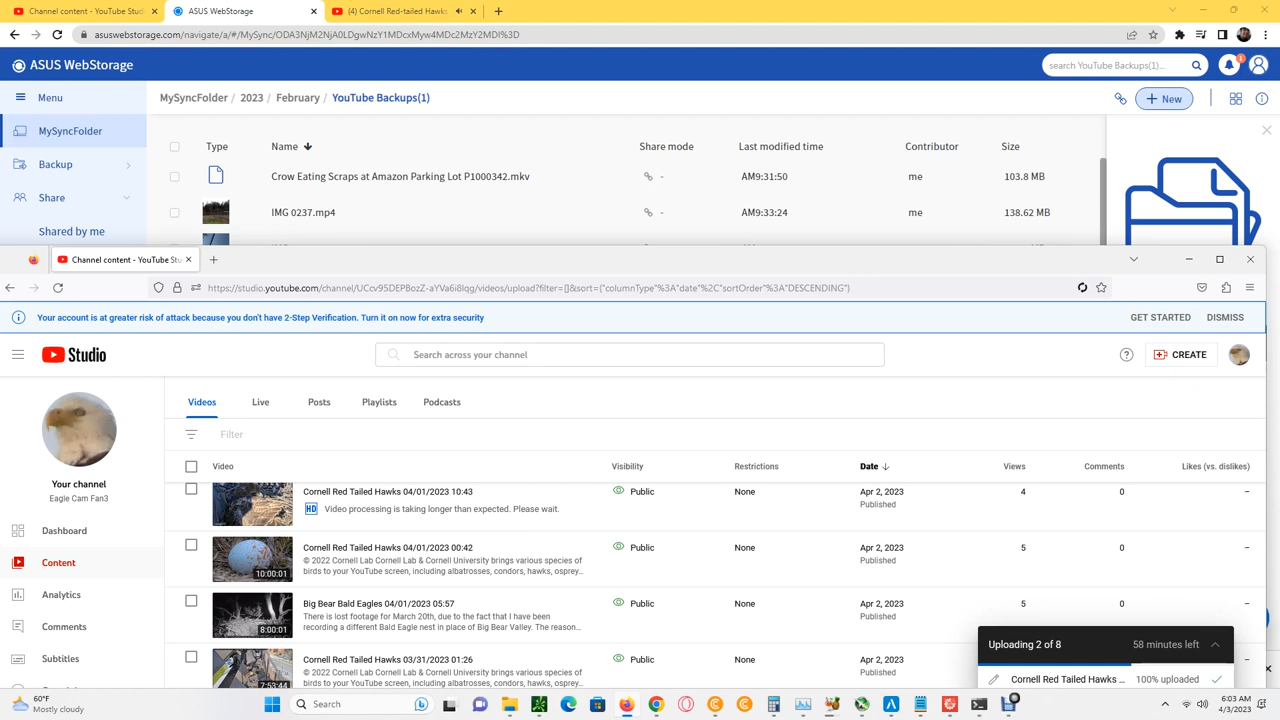 Channel content - YouTube Stu
ASUS WebStorage
(4) Cornell Red-tailed Hawks
asuswebstorage.com/navigate/a/#/MySync/ODA3NjM2NjA0LDgwNzY1MDcxMyw4MDc2MzY2MDI%3D
ASUS WebStorage
search YouTube Backups(1)...
1
Menu
MySyncFolder / 2023 / February / YouTube Backups(1)
New
MySyncFolder
Backup
Share
Shared by me
Type Name Share mode Last modified time Contributor Size
Crow Eating Scraps at Amazon Parking Lot P1000342.mkv - AM9:31:50 me 103.8 MB
IMG 0237.mp4 - AM9:33:24 me 138.62 MB
Channel content - YouTube Stu
https://studio.youtube.com/channel/UCcv95DEPBozZ-aYVa6i8Iqg/videos/upload?filter=[]&sort={"columnType"%3A"date"%2C"sortOrder"%3A"DESCENDING"}
Your account is at greater risk of attack because you don't have 2-Step Verification. Turn it on now for extra security
GET STARTED DISMISS
Studio
Search across your channel
CREATE
Your channel
Eagle Cam Fan3
Dashboard
Content
Analytics
Comments
Subtitles
Videos Live Posts Playlists Podcasts
Filter
Video Visibility Restrictions Date Views Comments Likes (vs. dislikes)
Cornell Red Tailed Hawks 04/01/2023 10:43 Public None Apr 2, 2023 4 0 –
HD Video processing is taking longer than expected. Please wait. Published
Cornell Red Tailed Hawks 04/01/2023 00:42 Public None Apr 2, 2023 5 0 –
© 2022 Cornell Lab Cornell Lab & Cornell University brings various species of Published
birds to your YouTube screen, including albatrosses, condors, hawks, osprey...
10:00:01
Big Bear Bald Eagles 04/01/2023 05:57 Public None Apr 2, 2023 5 0 –
There is lost footage for March 20th, due to the fact that I have been Published
recording a different Bald Eagle nest in place of Big Bear Valley. The reason...
8:00:01
Cornell Red Tailed Hawks 03/31/2023 01:26 Public None Apr 2, 2023
© 2022 Cornell Lab Cornell Lab & Cornell University brings various species of Published
birds to your YouTube screen, including albatrosses, condors, hawks, osprey...
7:53:44
Uploading 2 of 8 58 minutes left
Cornell Red Tailed Hawks ... 100% uploaded
60°F
Mostly cloudy
Search
6:03 AM
4/3/2023